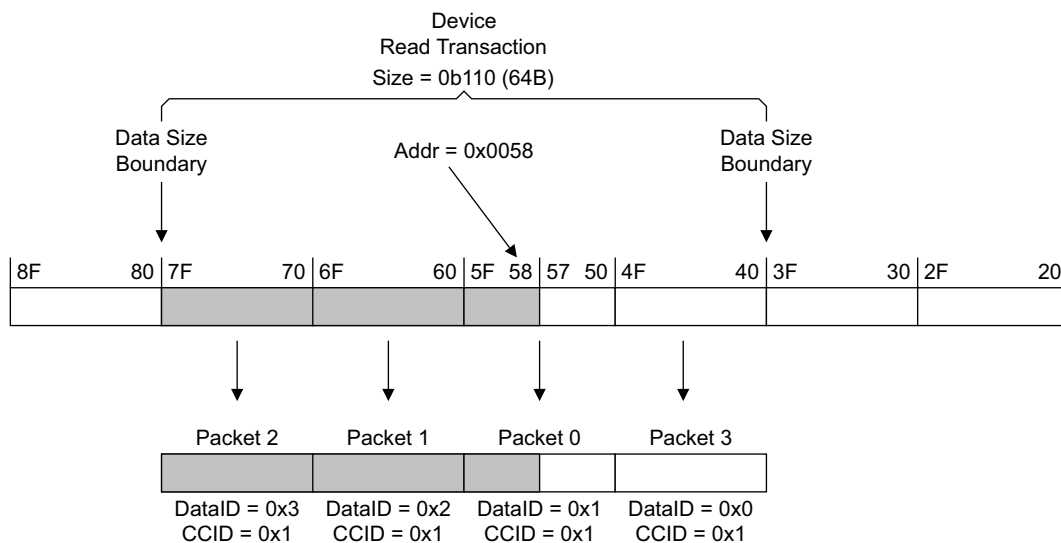 Device
Read Transaction
Size = 0b110 (64B)
Data Size
Boundary
Addr = 0x0058
Data Size
Boundary
8F 80 7F 70 6F 60 5F 58 57 50 4F 40 3F 30 2F 20
Packet 2 Packet 1 Packet 0 Packet 3
DataID = 0x3 DataID = 0x2 DataID = 0x1 DataID = 0x0
CCID = 0x1 CCID = 0x1 CCID = 0x1 CCID = 0x1